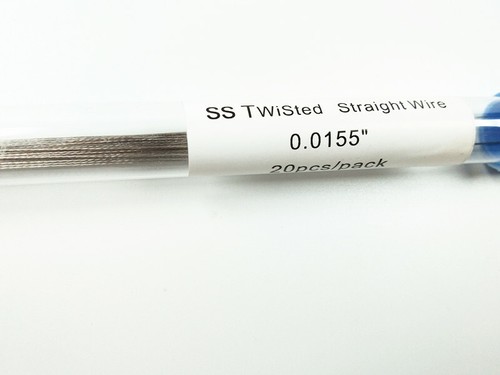 SS TWiSted Straight Wire
0.0155"
20pcs/pack